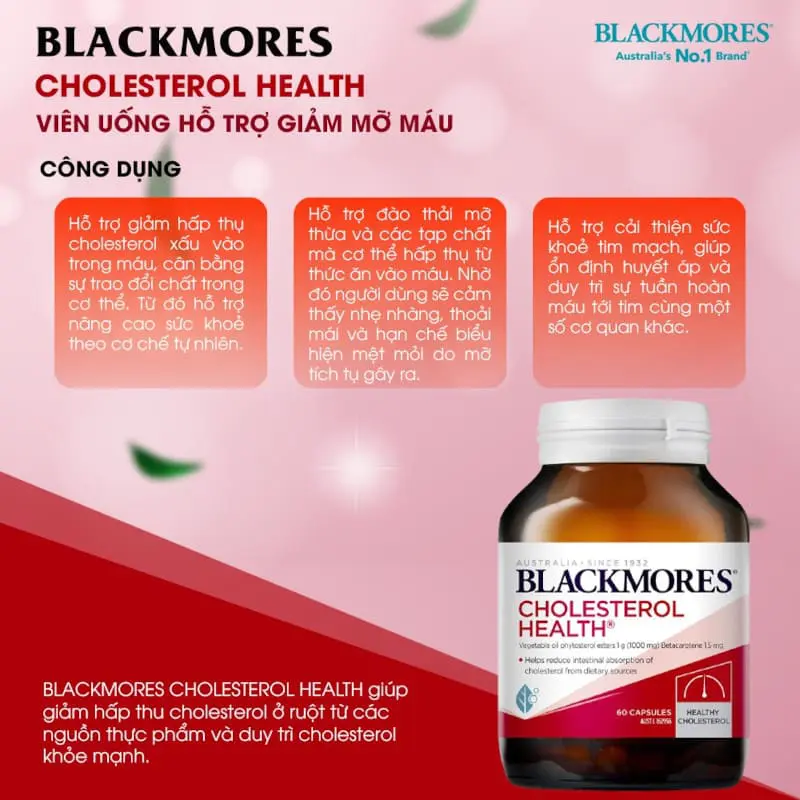 BLACKMORES
CHOLESTEROL HEALTH
VIÊN UỐNG HỖ TRỢ GIẢM MỠ MÁU
BLACKMORES®
Australia's No.1 Brand*
CÔNG DỤNG
Hỗ trợ giảm hấp thụ
cholesterol xấu vào
trong máu, cân bằng
sự trao đổi chất trong
cơ thể. Từ đó hỗ trợ
nâng cao sức khoẻ
theo cơ chế tự nhiên.
Hỗ trợ đào thải mỡ
thừa và các tạp chất
mà cơ thể hấp thụ từ
thức ăn vào máu. Nhờ
đó người dùng sẽ cảm
thấy nhẹ nhàng, thoải
mái và hạn chế biểu
hiện mệt mỏi do mỡ
tích tụ gây ra.
Hỗ trợ cải thiện sức
khoẻ tim mạch, giúp
ổn định huyết áp và
duy trì sự tuần hoàn
máu tới tim cùng một
số cơ quan khác.
AUSTRALIA • SINCE 1932
BLACKMORES®
CHOLESTEROL
HEALTH®
Vegetable oil phytosterol esters 1 g (1000 mg) Betacarotene 1.5 mg
• Helps reduce intestinal absorption of
cholesterol from dietary sources
60 CAPSULES
HEALTHY
CHOLESTEROL
BLACKMORES CHOLESTEROL HEALTH giúp
giảm hấp thu cholesterol ở ruột từ các
nguồn thực phẩm và duy trì cholesterol
khỏe mạnh.